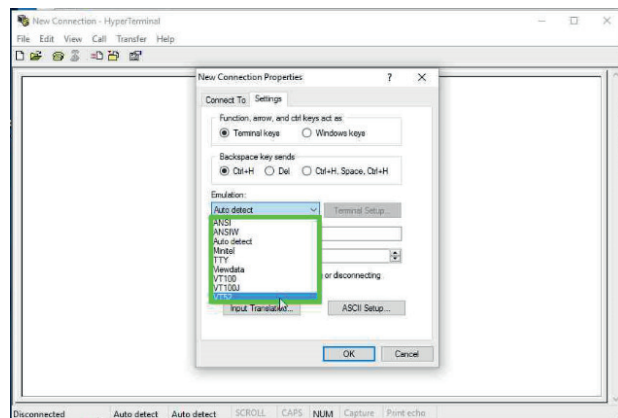 New Connection - HyperTerminal
File Edit View Call Transfer Help
New Connection Properties
Connect To Settings
Function, arrow, and ctrl keys act as
Terminal keys Windows keys
Backspace key sends
Ctrl+H Del Ctrl+H, Space, Ctrl+H
Emulation:
Auto detect Terminal Setup...
ANSI
ANSIW
Auto detect
Minitel
TTY
Viewdata
VT100
VT100J
VT52
or disconnecting
Input Translation... ASCII Setup...
OK Cancel
Disconnected Auto detect Auto detect SCROLL CAPS NUM Capture Print echo